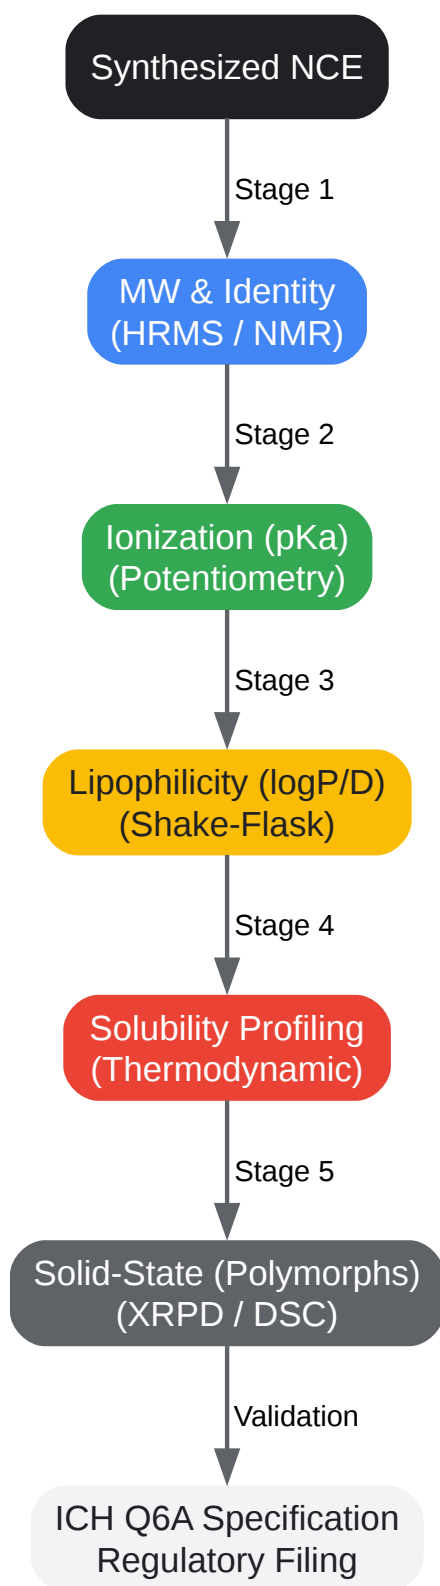 Synthesized NCE
Stage 1
MW & Identity
(HRMS / NMR)
Stage 2
Ionization (pKa)
(Potentiometry)
Stage 3
Lipophilicity (logP/D)
(Shake-Flask)
Stage 4
Solubility Profiling
(Thermodynamic)
Stage 5
Solid-State (Polymorphs)
(XRPD / DSC)
Validation
ICH Q6A Specification
Regulatory Filing